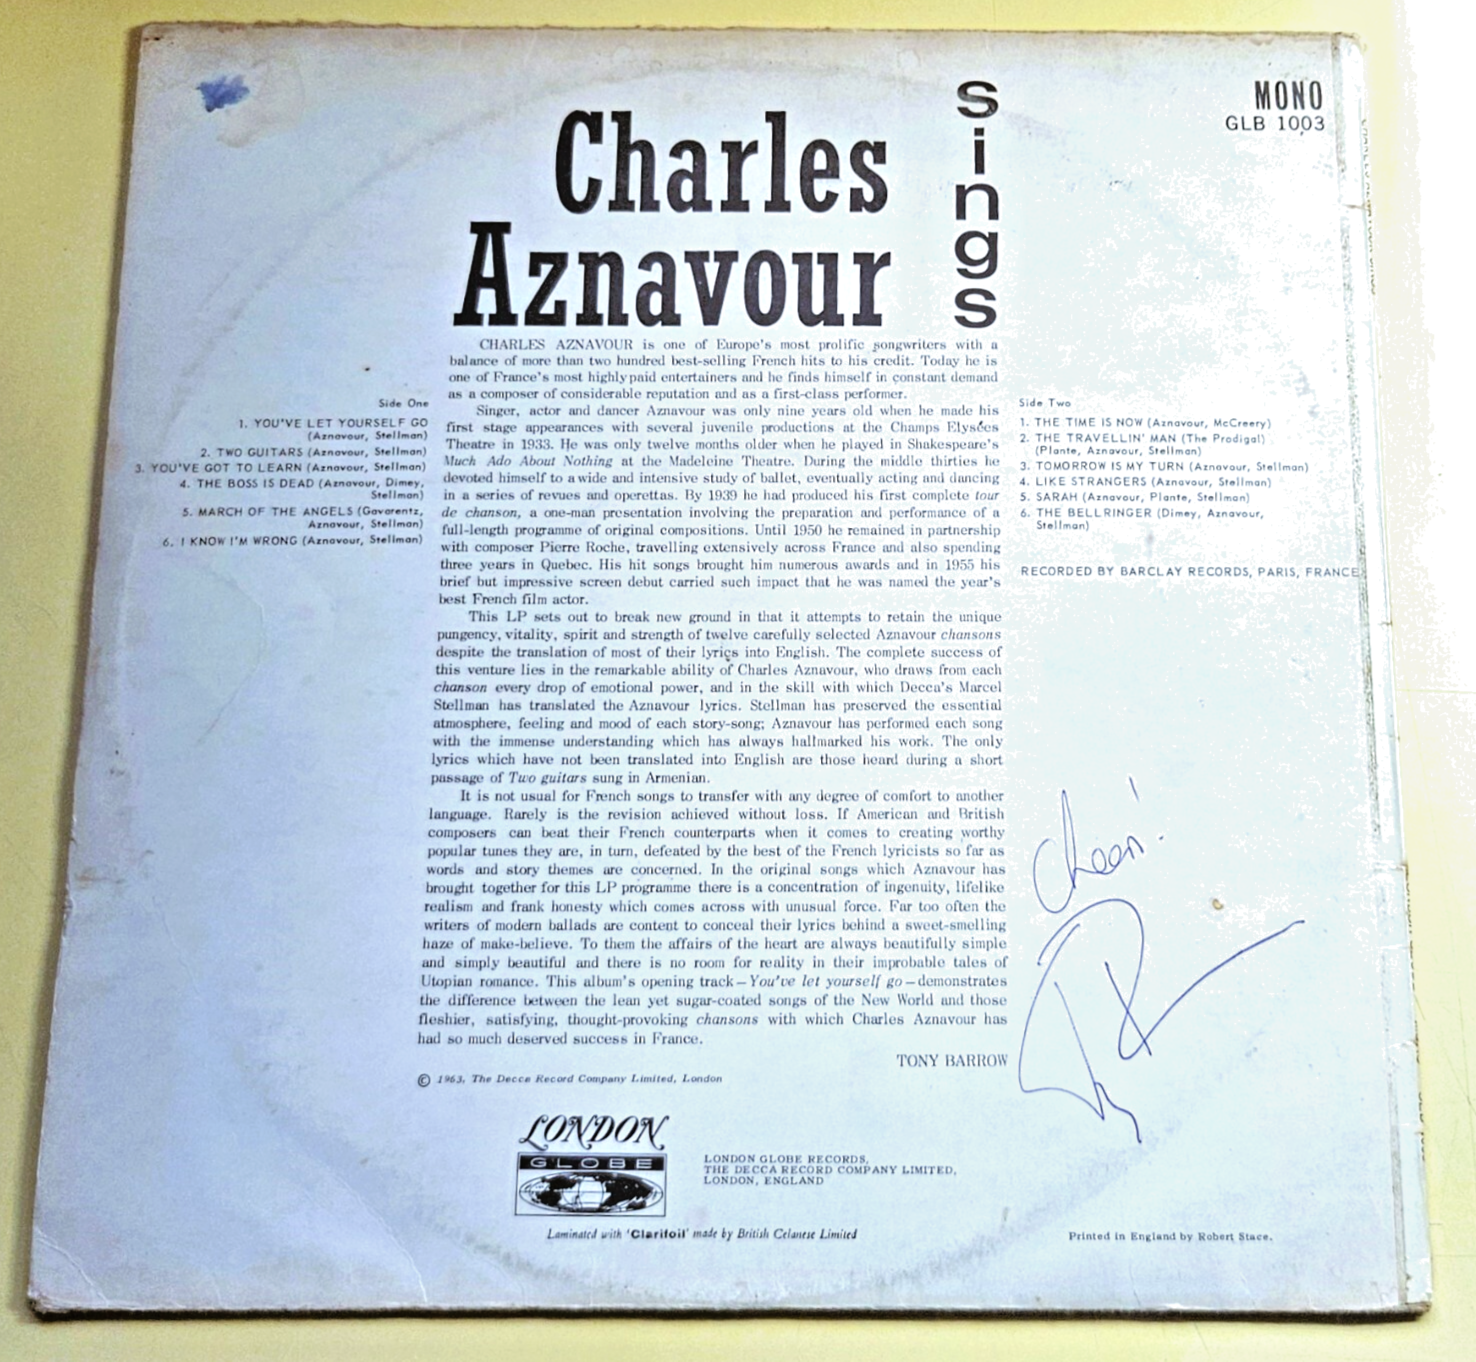 MONO
GLB 1003
Charles
Aznavour
sings
Side One
1. YOU'VE LET YOURSELF GO
(Aznavour, Stellman)
2. TWO GUITARS (Aznavour, Stellman)
3. YOU'VE GOT TO LEARN (Aznavour, Stellman)
4. THE BOSS IS DEAD (Aznavour, Dimey,
Stellman)
5. MARCH OF THE ANGELS (Gavarentz,
Aznavour, Stellman)
6. I KNOW I'M WRONG (Aznavour, Stellman)
CHARLES AZNAVOUR is one of Europe's most prolific songwriters with a
balance of more than two hundred best-selling French hits to his credit. Today he is
one of France's most highly paid entertainers and he finds himself in constant demand
as a composer of considerable reputation and as a first-class performer.
Singer, actor and dancer Aznavour was only nine years old when he made his
first stage appearances with several juvenile productions at the Champs Elysées
Theatre in 1933. He was only twelve months older when he played in Shakespeare's
Much Ado About Nothing at the Madeleine Theatre. During the middle thirties he
devoted himself to a wide and intensive study of ballet, eventually acting and dancing
in a series of revues and operettas. By 1939 he had produced his first complete tour
de chanson, a one-man presentation involving the preparation and performance of a
full-length programme of original compositions. Until 1950 he remained in partnership
with composer Pierre Roche, travelling extensively across France and also spending
three years in Quebec. His hit songs brought him numerous awards and in 1955 his
brief but impressive screen debut carried such impact that he was named the year's
best French film actor.
This LP sets out to break new ground in that it attempts to retain the unique
pungency, vitality, spirit and strength of twelve carefully selected Aznavour chansons
despite the translation of most of their lyrics into English. The complete success of
this venture lies in the remarkable ability of Charles Aznavour, who draws from each
chanson every drop of emotional power, and in the skill with which Decca's Marcel
Stellman has translated the Aznavour lyrics. Stellman has preserved the essential
atmosphere, feeling and mood of each story-song; Aznavour has performed each song
with the immense understanding which has always hallmarked his work. The only
lyrics which have not been translated into English are those heard during a short
passage of Two guitars sung in Armenian.
It is not usual for French songs to transfer with any degree of comfort to another
language. Rarely is the revision achieved without loss. If American and British
composers can beat their French counterparts when it comes to creating worthy
popular tunes they are, in turn, defeated by the best of the French lyricists so far as
words and story themes are concerned. In the original songs which Aznavour has
brought together for this LP programme there is a concentration of ingenuity, lifelike
realism and frank honesty which comes across with unusual force. Far too often the
writers of modern ballads are content to conceal their lyrics behind a sweet-smelling
haze of make-believe. To them the affairs of the heart are always beautifully simple
and simply beautiful and there is no room for reality in their improbable tales of
Utopian romance. This album's opening track — You've let yourself go — demonstrates
the difference between the lean yet sugar-coated songs of the New World and those
fleshier, satisfying, thought-provoking chansons with which Charles Aznavour has
had so much deserved success in France.
TONY BARROW
© 1963, The Decca Record Company Limited, London
Side Two
1. THE TIME IS NOW (Aznavour, McCreery)
2. THE TRAVELLIN' MAN (The Prodigal)
(Plante, Aznavour, Stellman)
3. TOMORROW IS MY TURN (Aznavour, Stellman)
4. LIKE STRANGERS (Aznavour, Stellman)
5. SARAH (Aznavour, Plante, Stellman)
6. THE BELLRINGER (Dimey, Aznavour,
Stellman)
RECORDED BY BARCLAY RECORDS, PARIS, FRANCE
LONDON
GLOBE
LONDON GLOBE RECORDS,
THE DECCA RECORD COMPANY LIMITED,
LONDON, ENGLAND
Laminated with 'Clarifoil' made by British Celanese Limited
Printed in England by Robert Stace.